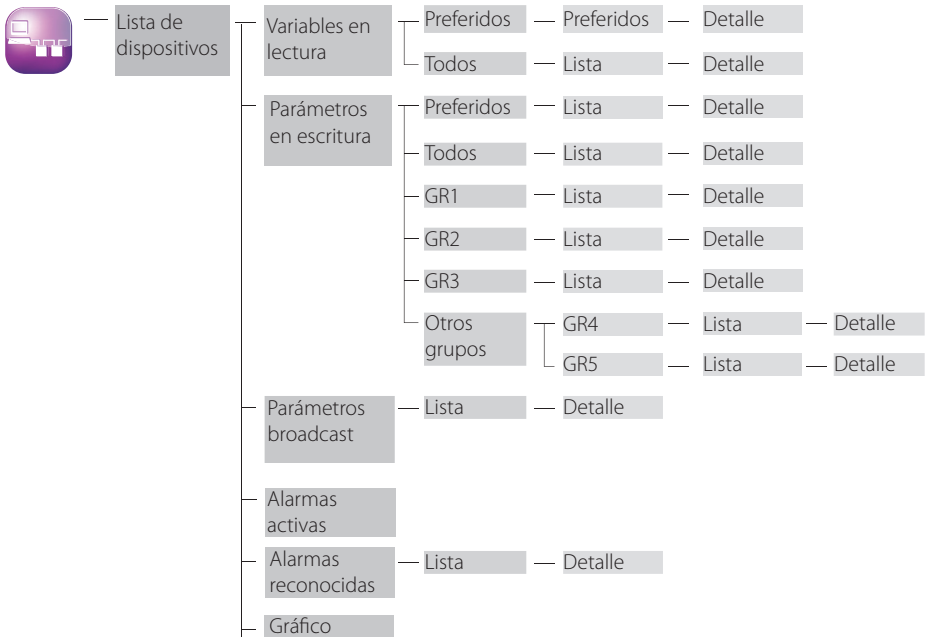 Lista de
dispositivos
Variables en
lectura
Preferidos
Preferidos
Detalle
Todos
Lista
Detalle
Parámetros
en escritura
Preferidos
Lista
Detalle
Todos
Lista
Detalle
GR1
Lista
Detalle
GR2
Lista
Detalle
GR3
Lista
Detalle
Otros
grupos
GR4
Lista
Detalle
GR5
Lista
Detalle
Parámetros
broadcast
Lista
Detalle
Alarmas
activas
Alarmas
reconocidas
Lista
Detalle
Gráfico